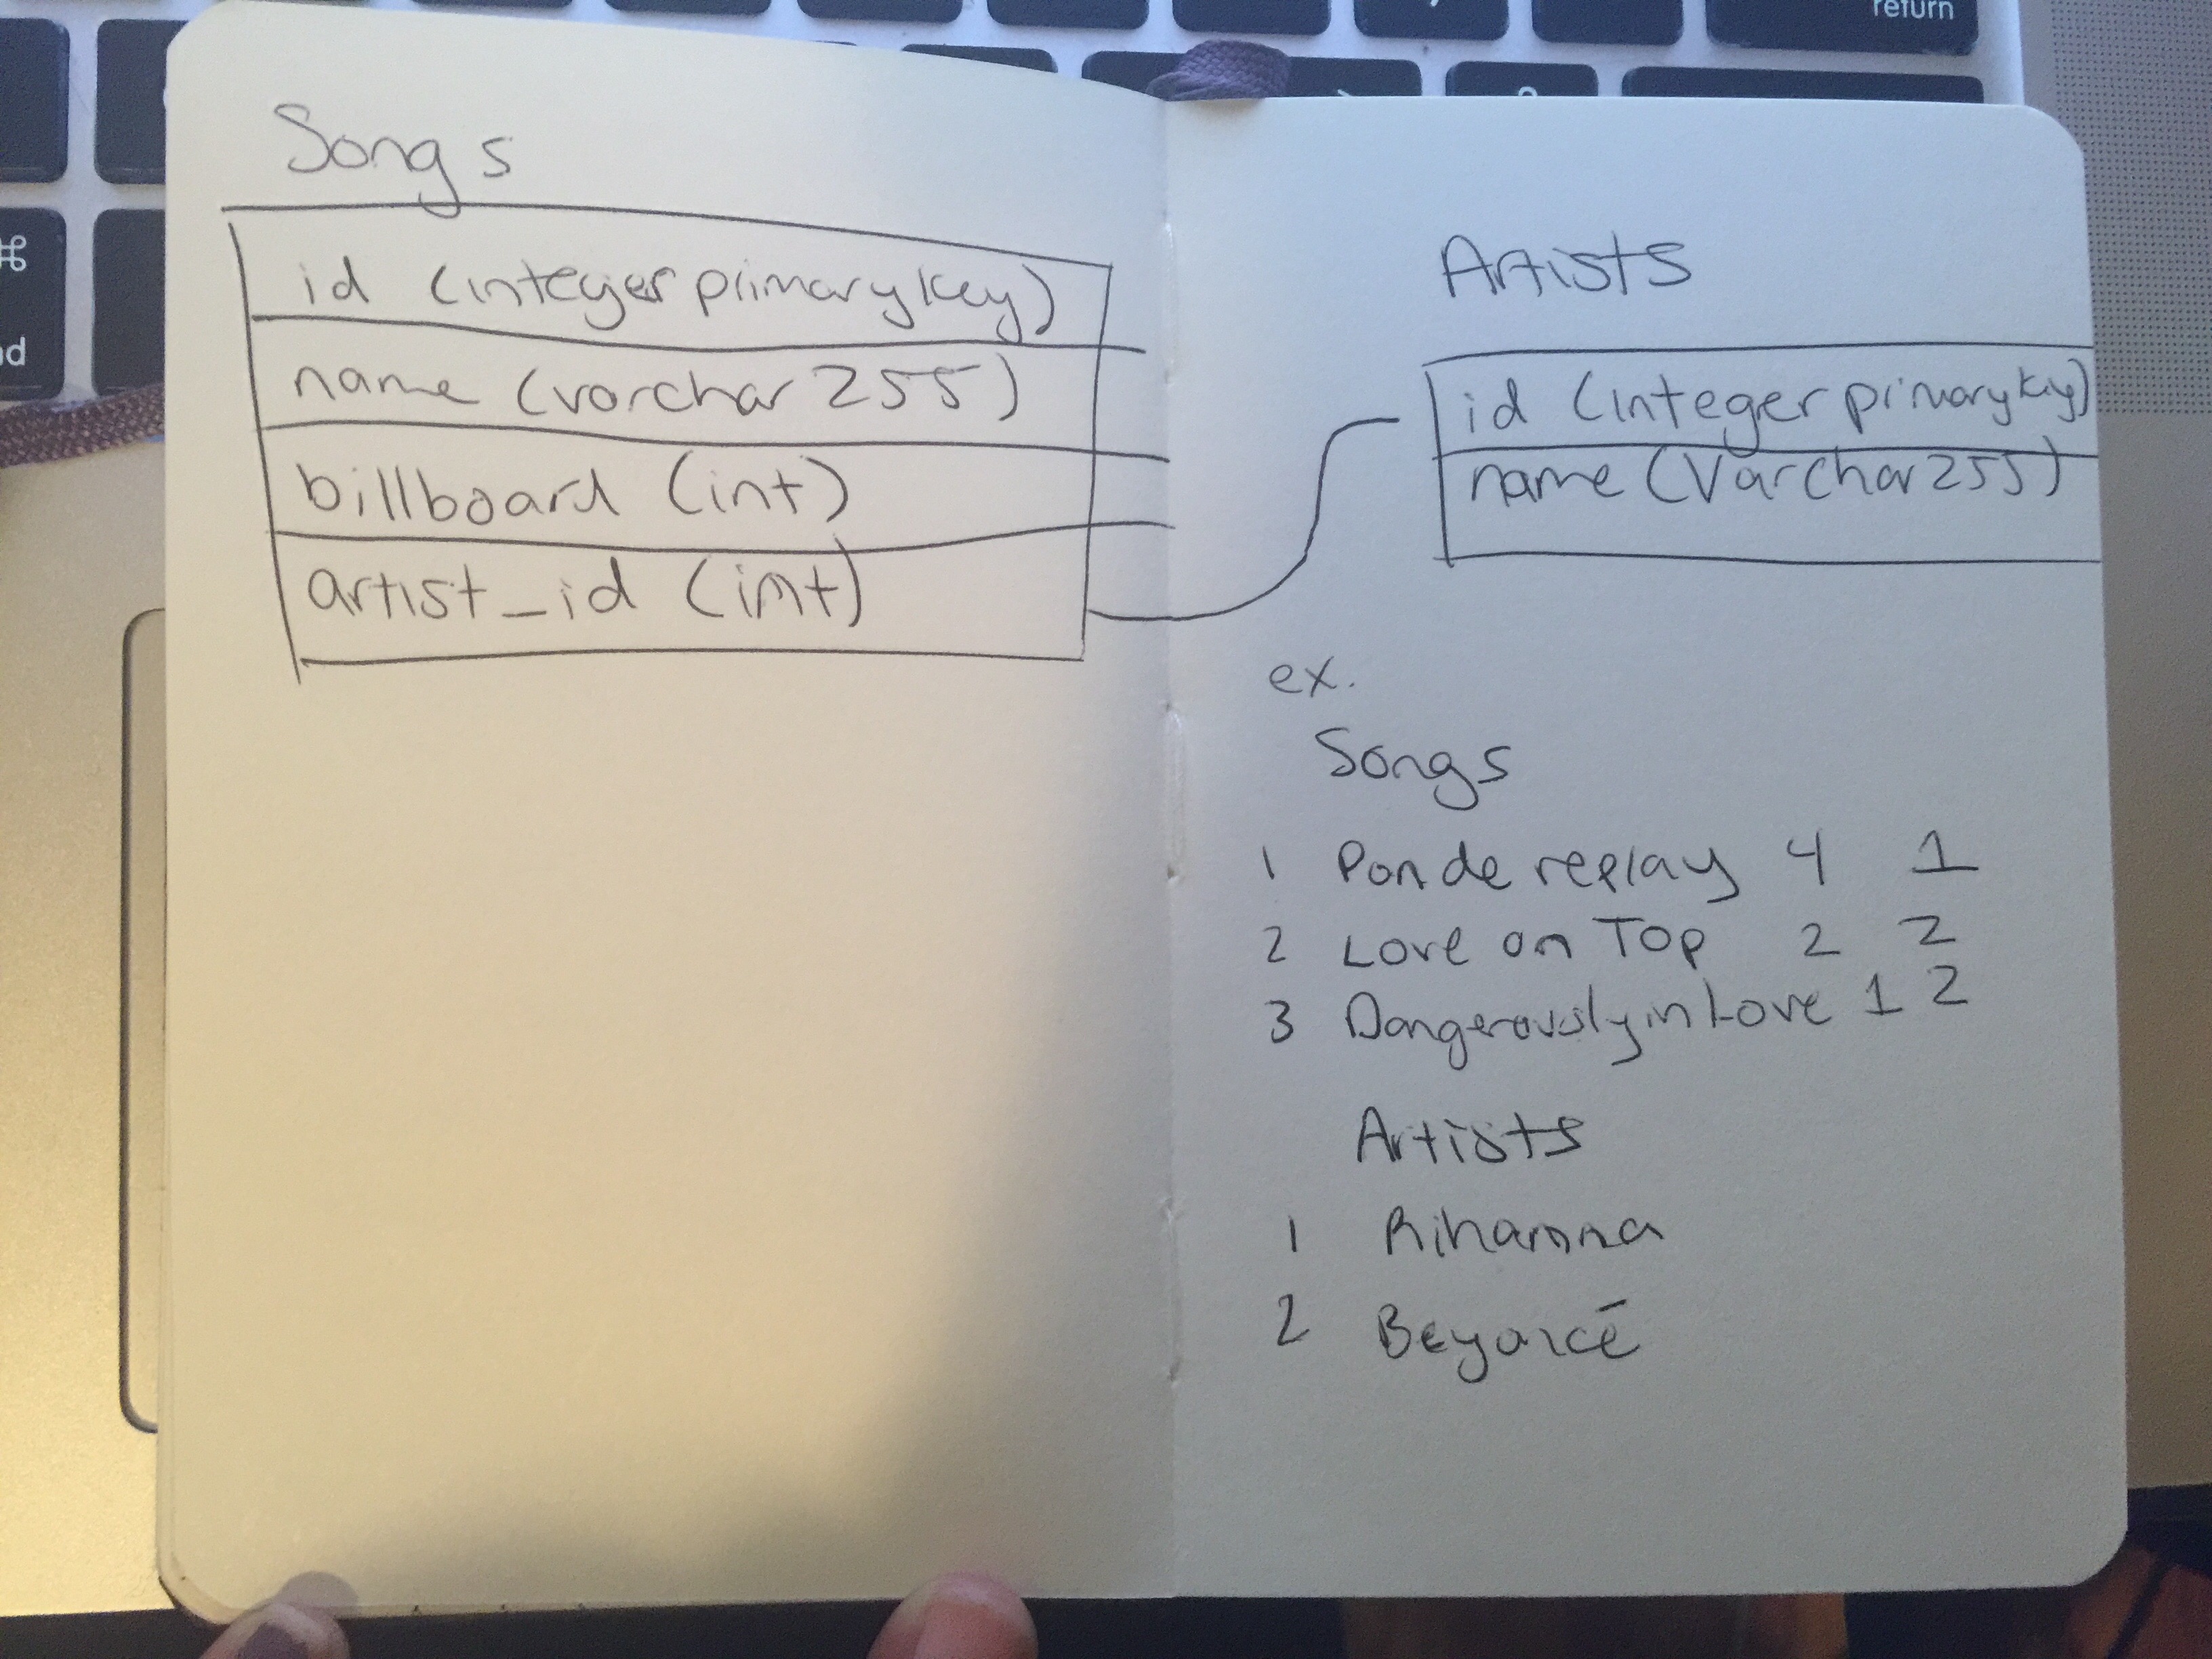 return
⌘
nd
Songs
id (integer primary key)
name (varchar 255)
billboard (int)
artist_id (int)
Artists
id (integer primary key)
name (varchar 255)
ex.
Songs
1 Pon de replay 4 1
2 Love on Top 2 2
3 Dangerously in Love 1 2
Artists
1 Rihanna
2 Beyoncé